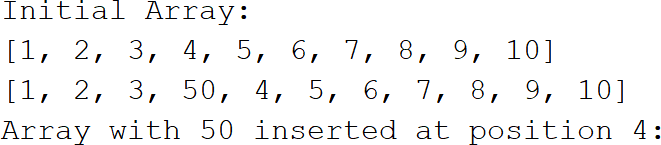 Initial Array:
[1, 2, 3, 4, 5, 6, 7, 8, 9, 10]
[1, 2, 3, 50, 4, 5, 6, 7, 8, 9, 10]
Array with 50 inserted at position 4: